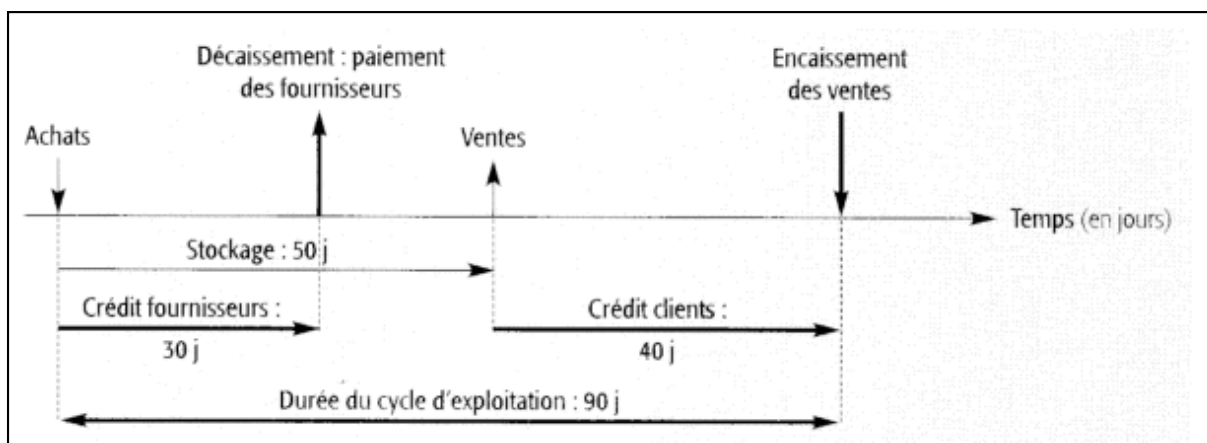 Décaissement : paiement
des fournisseurs
Encaissement
des ventes
Achats
Ventes
Temps (en jours)
Stockage : 50 j
Crédit fournisseurs :
30 j
Crédit clients :
40 j
Durée du cycle d'exploitation : 90 j